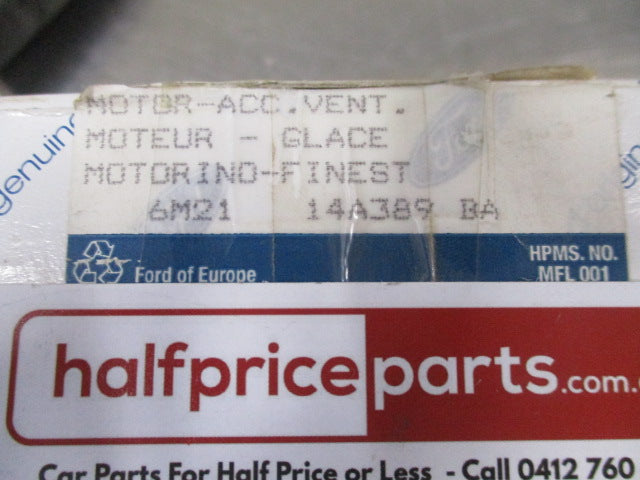 MOTOR-ACC.VENT.
MOTEUR - GLACE
MOTORINO-FINEST
6M21 14A389 BA
genuine
Ford
Ford of Europe
HPMS. NO.
MFL 001
halfpriceparts.com.
Car Parts For Half Price or Less - Call 0412 760